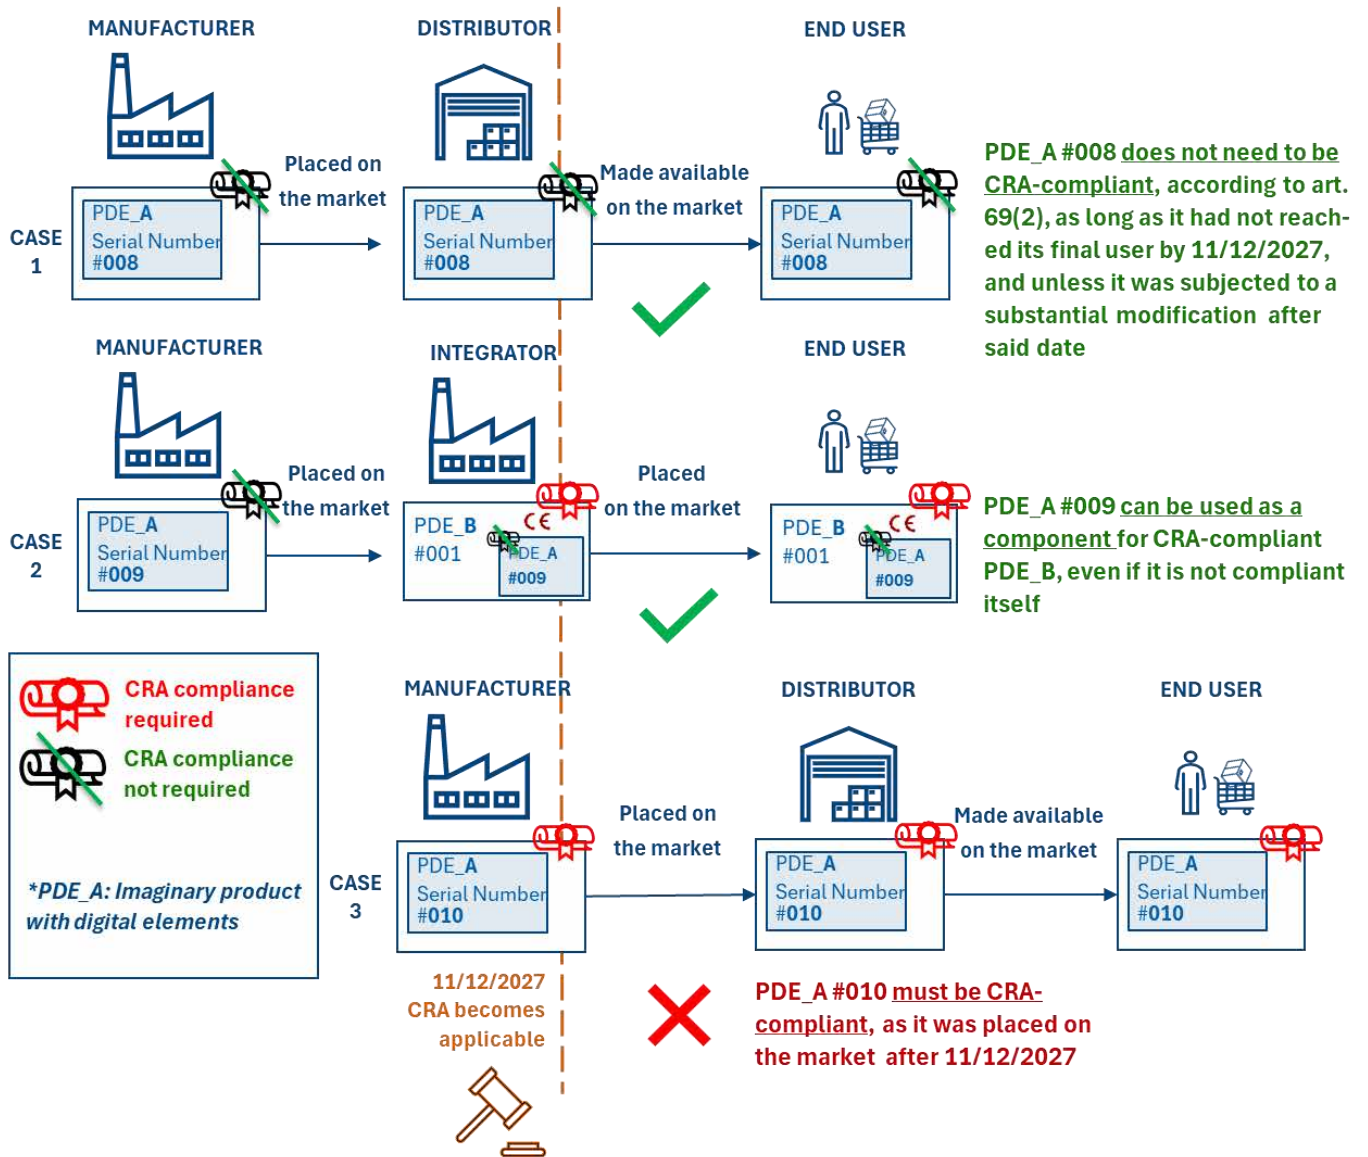 MANUFACTURER
DISTRIBUTOR
END USER
Placed on
the market
Made available
on the market
CASE
1
PDE_A
Serial Number
#008
PDE_A
Serial Number
#008
PDE_A
Serial Number
#008
PDE_A #008 does not need to be
CRA-compliant, according to art.
69(2), as long as it had not reach-
ed its final user by 11/12/2027,
and unless it was subjected to a
substantial modification after
said date
MANUFACTURER
INTEGRATOR
END USER
Placed on
the market
Placed
on the market
CASE
2
PDE_A
Serial Number
#009
PDE_B
#001
CE
PDE_A
#009
PDE_B
#001
CE
PDE_A
#009
PDE_A #009 can be used as a
component for CRA-compliant
PDE_B, even if it is not compliant
itself
CRA compliance
required
CRA compliance
not required
*PDE_A: Imaginary product
with digital elements
MANUFACTURER
DISTRIBUTOR
END USER
Placed on
the market
Made available
on the market
CASE
3
PDE_A
Serial Number
#010
PDE_A
Serial Number
#010
PDE_A
Serial Number
#010
11/12/2027
CRA becomes
applicable
PDE_A #010 must be CRA-
compliant, as it was placed on
the market after 11/12/2027